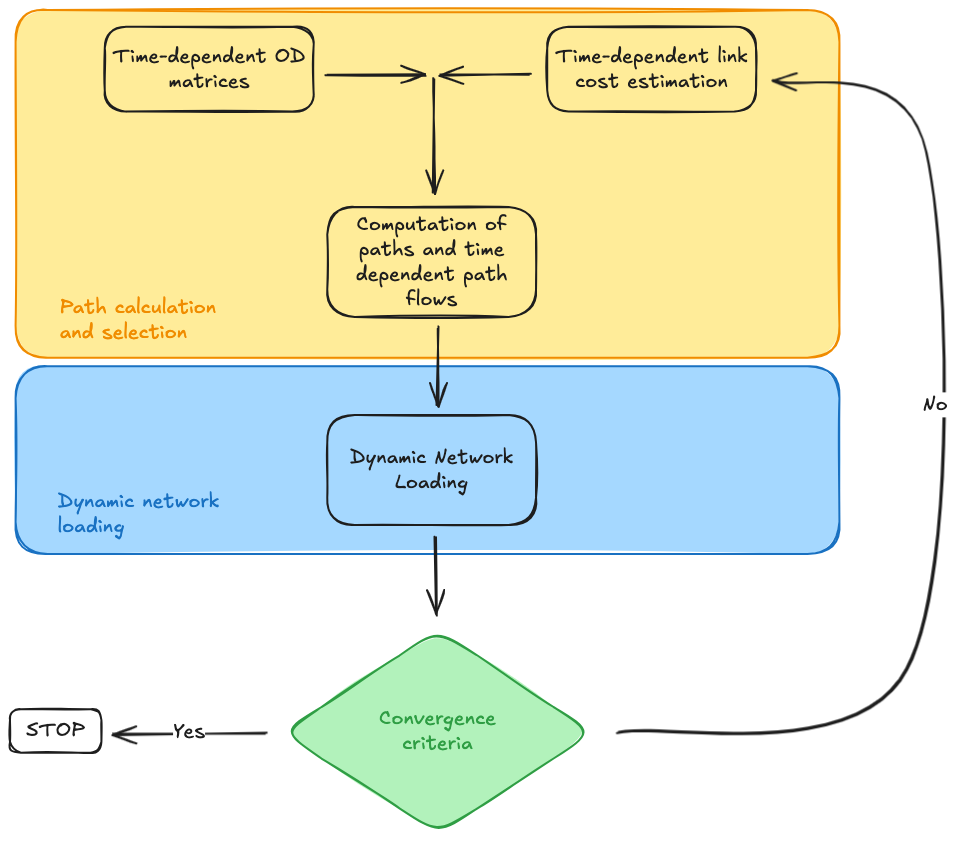 Time-dependent OD
matrices
Time-dependent link
cost estimation
Computation of
paths and time
dependent path
flows
Path calculation
and selection
No
Dynamic Network
Loading
Dynamic network
loading
Convergence
criteria
STOP
Yes